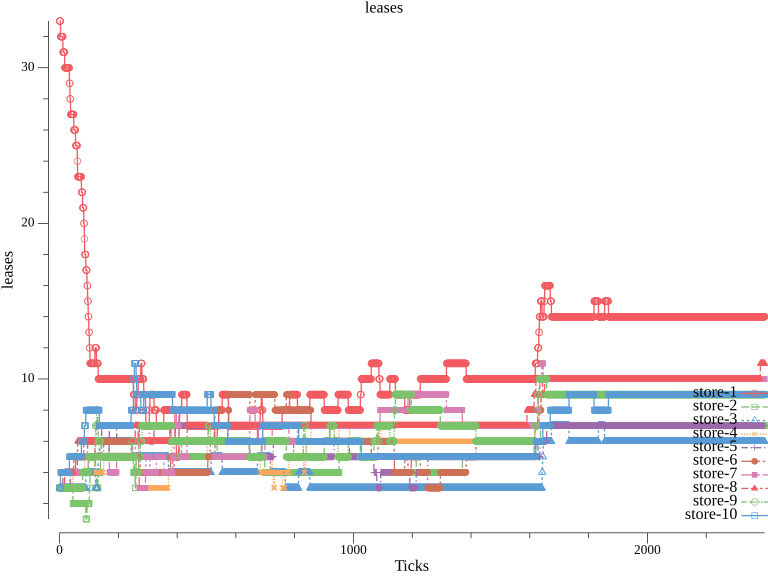 leases
30
20
10
leases
store-1
store-2
store-3
store-4
store-5
store-6
store-7
store-8
store-9
store-10
0
1000
2000
Ticks